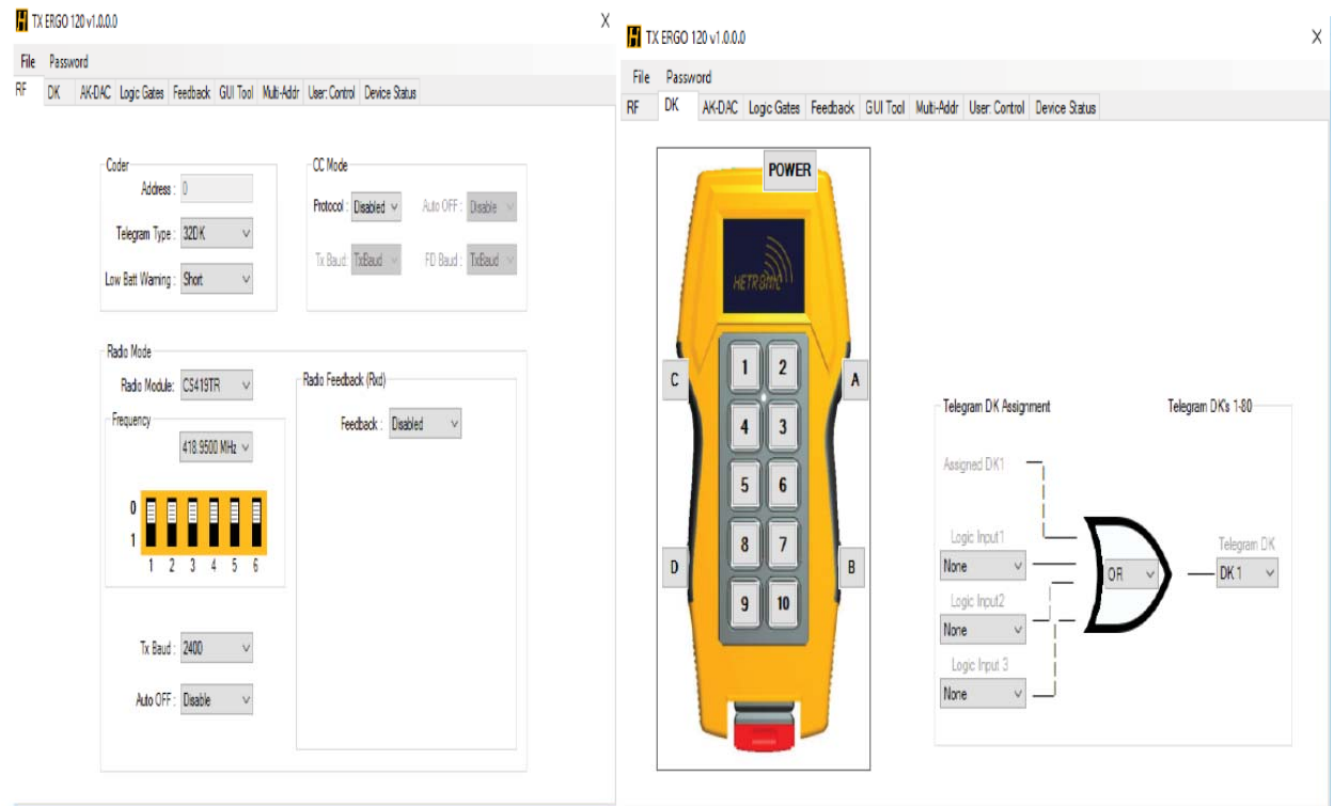 TX ERGO 120 v1.0.0.0 X
File Password
RF DK AK-DAC Logic Gates Feedback GUI Tool Multi-Addr User: Control Device Status
Coder
Address : 0
Telegram Type : 32DK
Low Batt Warning : Short
CC Mode
Protocol : Disabled Auto OFF : Disable
Tx Baud: TxBaud FD Baud : TxBaud
Radio Mode
Radio Module: CS419TR
Frequency
418.9500 MHz
0
1
1 2 3 4 5 6
Tx Baud : 2400
Auto OFF : Disable
Radio Feedback (Rxd)
Feedback : Disabled
TX ERGO 120 v1.0.0.0 X
File Password
RF DK AK-DAC Logic Gates Feedback GUI Tool Multi-Addr User: Control Device Status
POWER
HETRONIC
1 2
C A
4 3
5 6
8 7
D B
9 10
Telegram DK Assignment Telegram DK's 1-80
Assigned DK1
Logic Input1
None
Logic Input2
None
Logic Input 3
None
OR
Telegram DK
DK 1